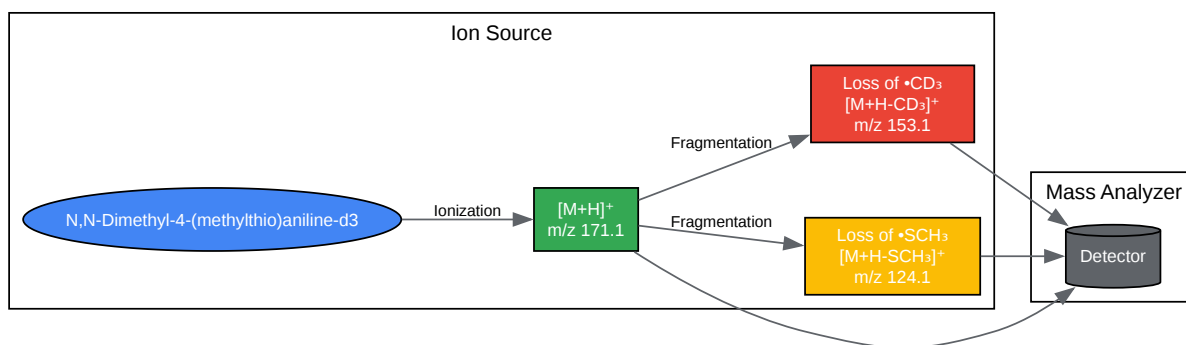 Ion Source
Loss of •CD₃
[M+H-CD₃]⁺
m/z 153.1
Fragmentation
Mass Analyzer
N,N-Dimethyl-4-(methylthio)aniline-d3
Ionization
[M+H]⁺
m/z 171.1
Fragmentation
Loss of •SCH₃
[M+H-SCH₃]⁺
m/z 124.1
Detector